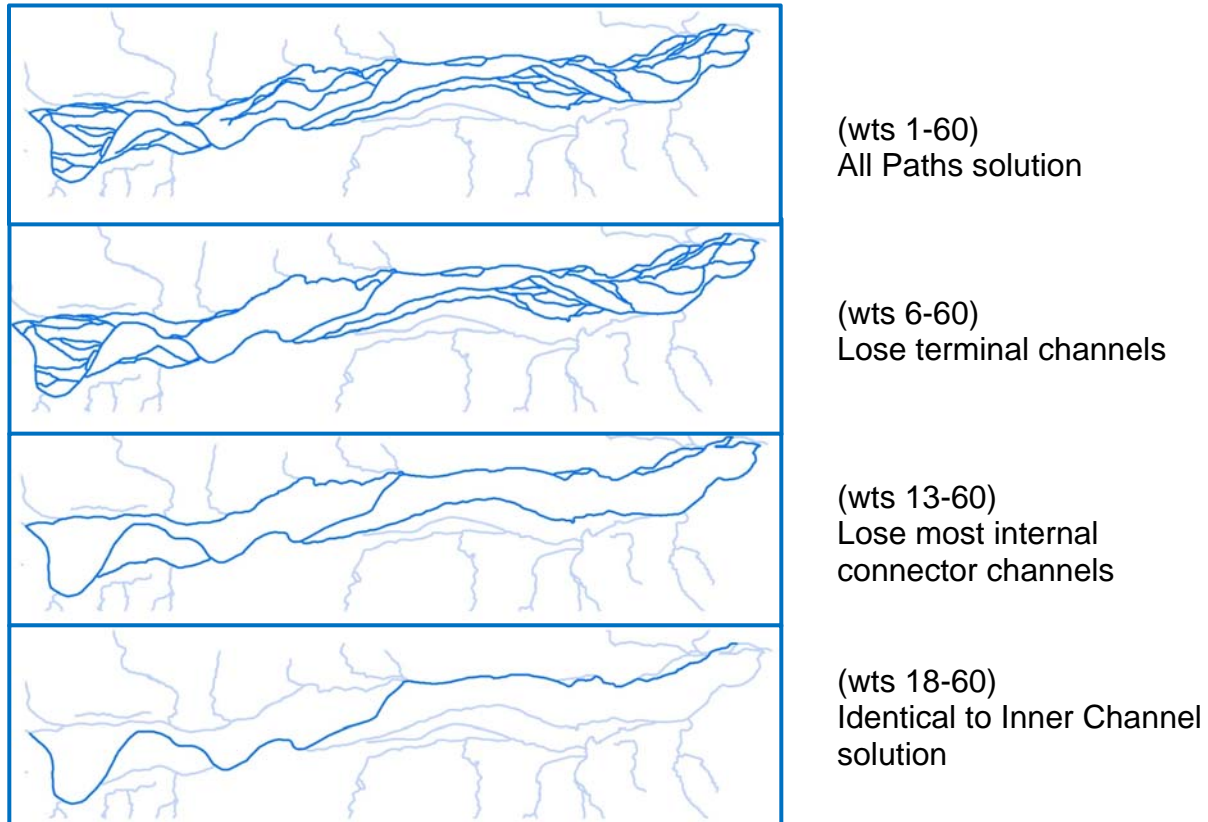 (wts 1-60)
All Paths solution
(wts 6-60)
Lose terminal channels
(wts 13-60)
Lose most internal
connector channels
(wts 18-60)
Identical to Inner Channel
solution